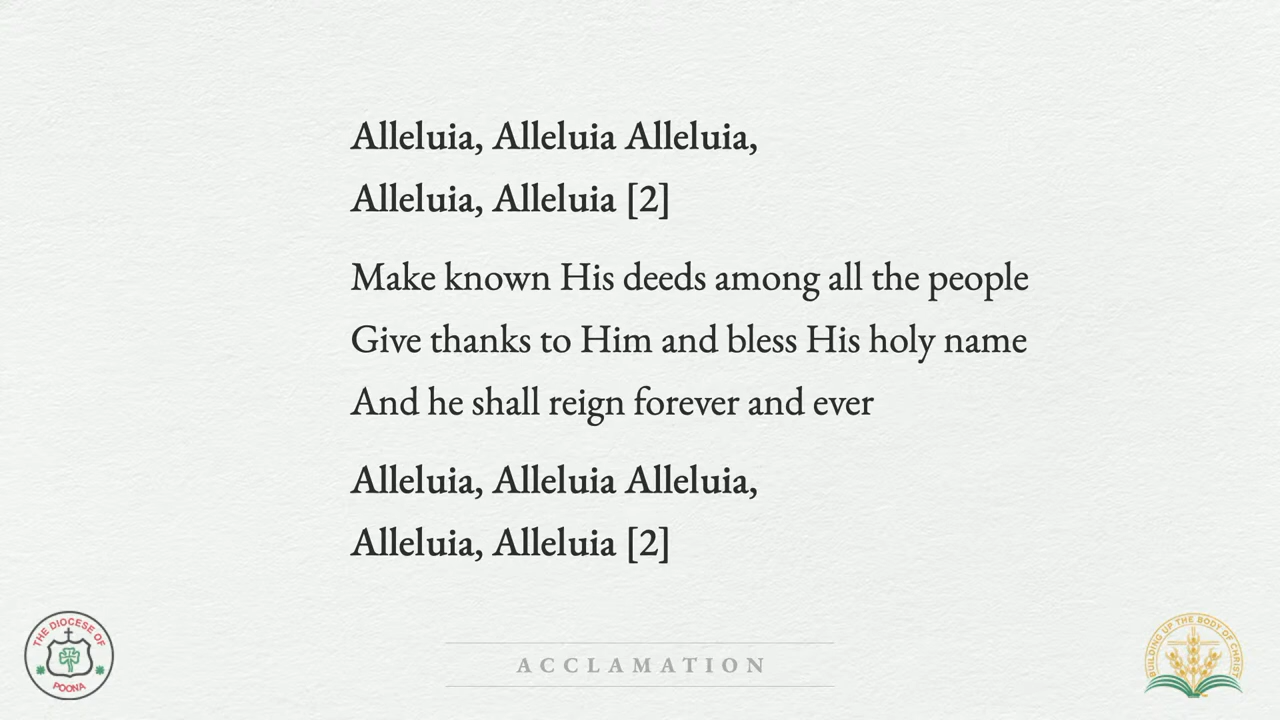 Alleluia, Alleluia Alleluia,
Alleluia, Alleluia [2]
Make known His deeds among all the people
Give thanks to Him and bless His holy name
And he shall reign forever and ever
Alleluia, Alleluia Alleluia,
Alleluia, Alleluia [2]
THE DIOCESE OF
POONA
ACCLAMATION
BUILDING UP THE BODY OF CHRIST